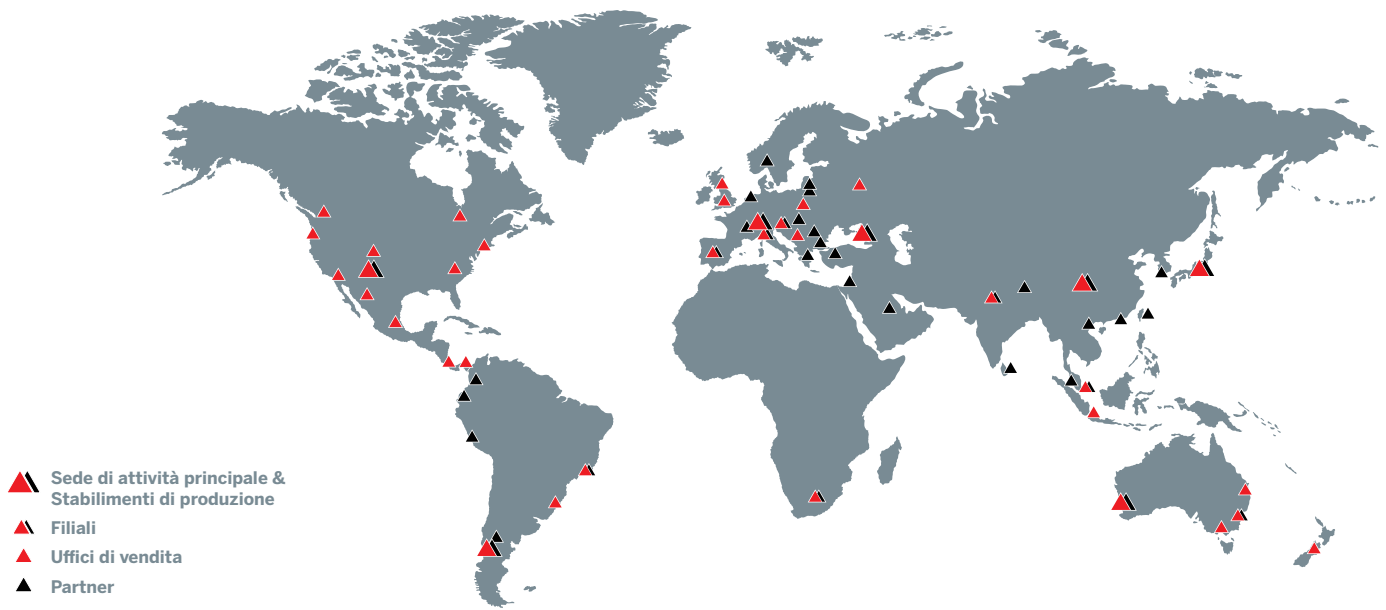 Sede di attività principale &
Stabilimenti di produzione
Filiali
Uffici di vendita
Partner